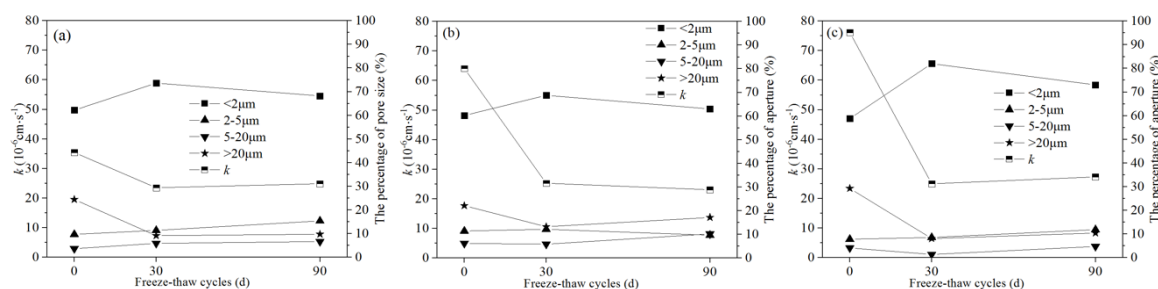 (a)
80
70
60
50
40
30
20
10
0
k (10⁻⁶cm·s⁻¹)
100
90
80
70
60
50
40
30
20
10
0
The percentage of pore size (%)
<2μm
2-5μm
5-20μm
>20μm
k
0 30 90
Freeze-thaw cycles (d)
(b)
80
70
60
50
40
30
20
10
0
k (10⁻⁶cm·s⁻¹)
100
90
80
70
60
50
40
30
20
10
0
The percentage of aperture (%)
<2μm
2-5μm
5-20μm
>20μm
k
0 30 90
Freeze-thaw cycles (d)
(c)
80
70
60
50
40
30
20
10
0
k (10⁻⁶cm·s⁻¹)
100
90
80
70
60
50
40
30
20
10
0
The percentage of aperture (%)
<2μm
2-5μm
5-20μm
>20μm
k
0 30 90
Freeze-thaw cycles (d)